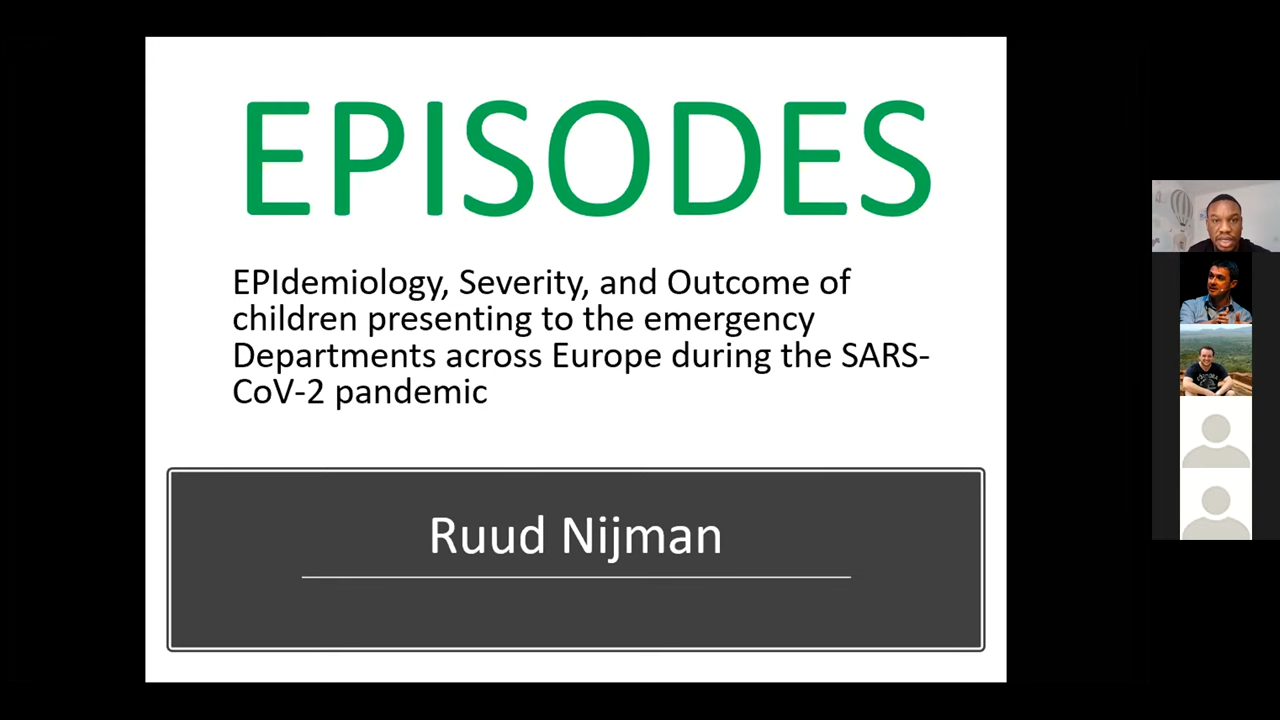 EPISODES
EPIdemiology, Severity, and Outcome of
children presenting to the emergency
Departments across Europe during the SARS-
CoV-2 pandemic
Ruud Nijman